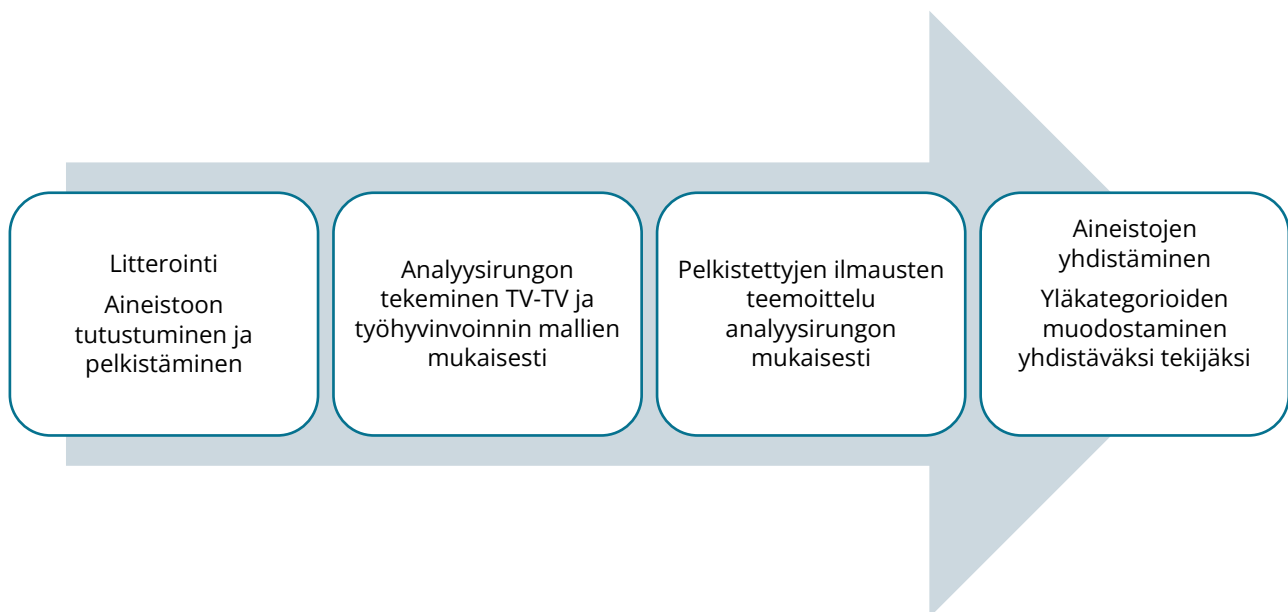 Litterointi
Aineistoon
tutustuminen ja
pelkistäminen
Analyysirungon
tekeminen TV-TV ja
työhyvinvoinnin mallien
mukaisesti
Pelkistettyjen ilmausten
teemoittelu
analyysirungon
mukaisesti
Aineistojen
yhdistäminen
Yläkategorioiden
muodostaminen
yhdistäväksi tekijäksi